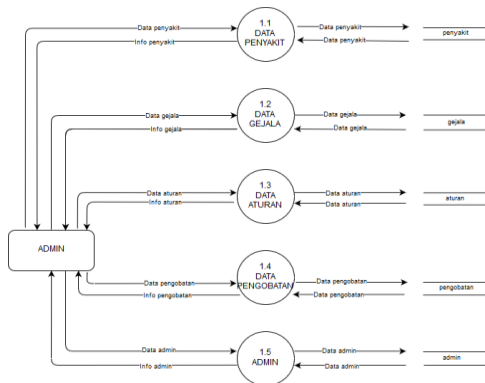 1.1
DATA
PENYAKIT
Data penyakit
Info penyakit
Data penyakit
Data penyakit
penyakit
1.2
DATA
GEJALA
Data gejala
Info gejala
Data gejala
Data gejala
gejala
1.3
DATA
ATURAN
Data aturan
Info aturan
Data aturan
Data aturan
aturan
ADMIN
1.4
DATA
PENGOBATAN
Data pengobatan
Info pengobatan
Data pengobatan
Data pengobatan
pengobatan
1.5
ADMIN
Data admin
Info admin
Data admin
Data admin
admin